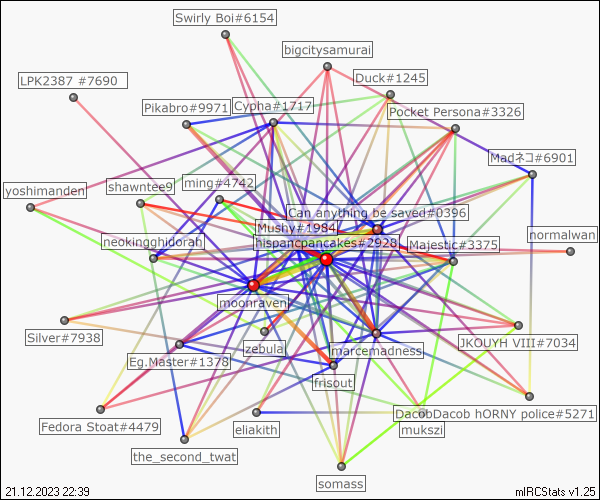 Swirly Boi#6154
bigcitysamurai
LPK2387 #7690
Duck#1245
Pikabro#9971
Cypha#1717
Pocket Persona#3326
Madネコ#6901
yoshimanden
shawntee9
ming#4742
Can anything be saved#0396
Mushy#1984
normalwan
neokingghidorah
hispancpancakes#2928
Majestic#3375
moonraven
Silver#7938
zebula
marcemadness
JKOUYH VIII#7034
Eg.Master#1378
frisout
Fedora Stoat#4479
eliakith
DacobDacob hORNY police#5271
mukszi
the_second_twat
somass
21.12.2023 22:39
mIRCStats v1.25